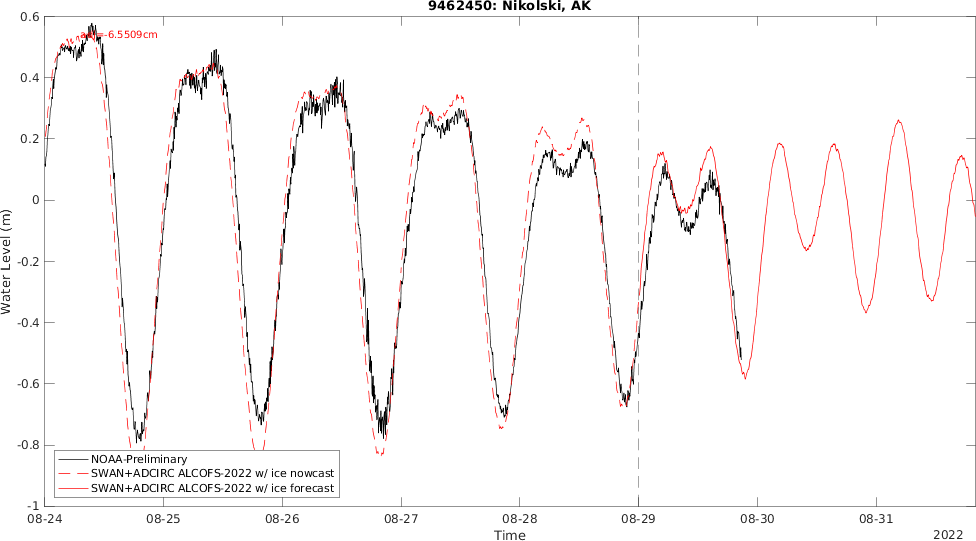 9462450: Nikolski, AK
=-6.5509cm
0.6
0.4
0.2
0
-0.2
-0.4
-0.6
-0.8
-1
Water Level (m)
NOAA-Preliminary
SWAN+ADCIRC ALCOFS-2022 w/ ice nowcast
SWAN+ADCIRC ALCOFS-2022 w/ ice forecast
08-24
08-25
08-26
08-27
08-28
08-29
08-30
08-31
Time
2022